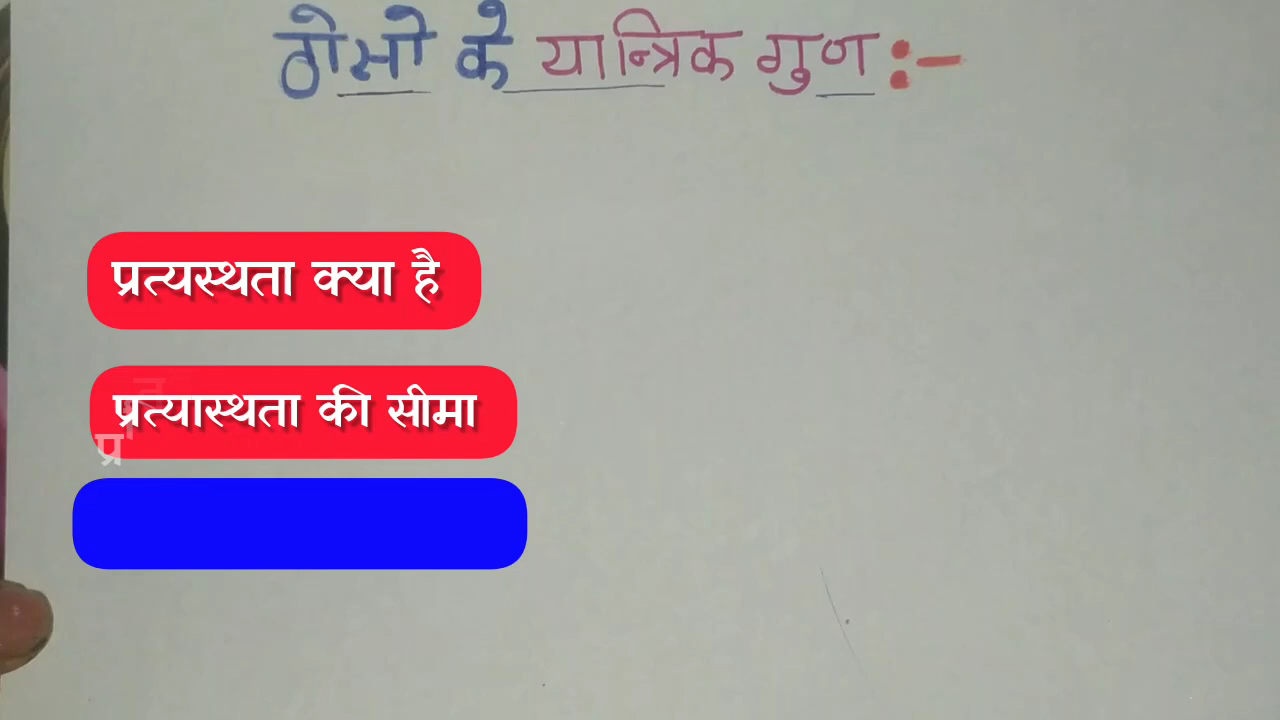 ठोसो के यान्त्रिक गुण :-
प्रत्यस्थता क्या है
प्रत्यास्थता की सीमा
प्र